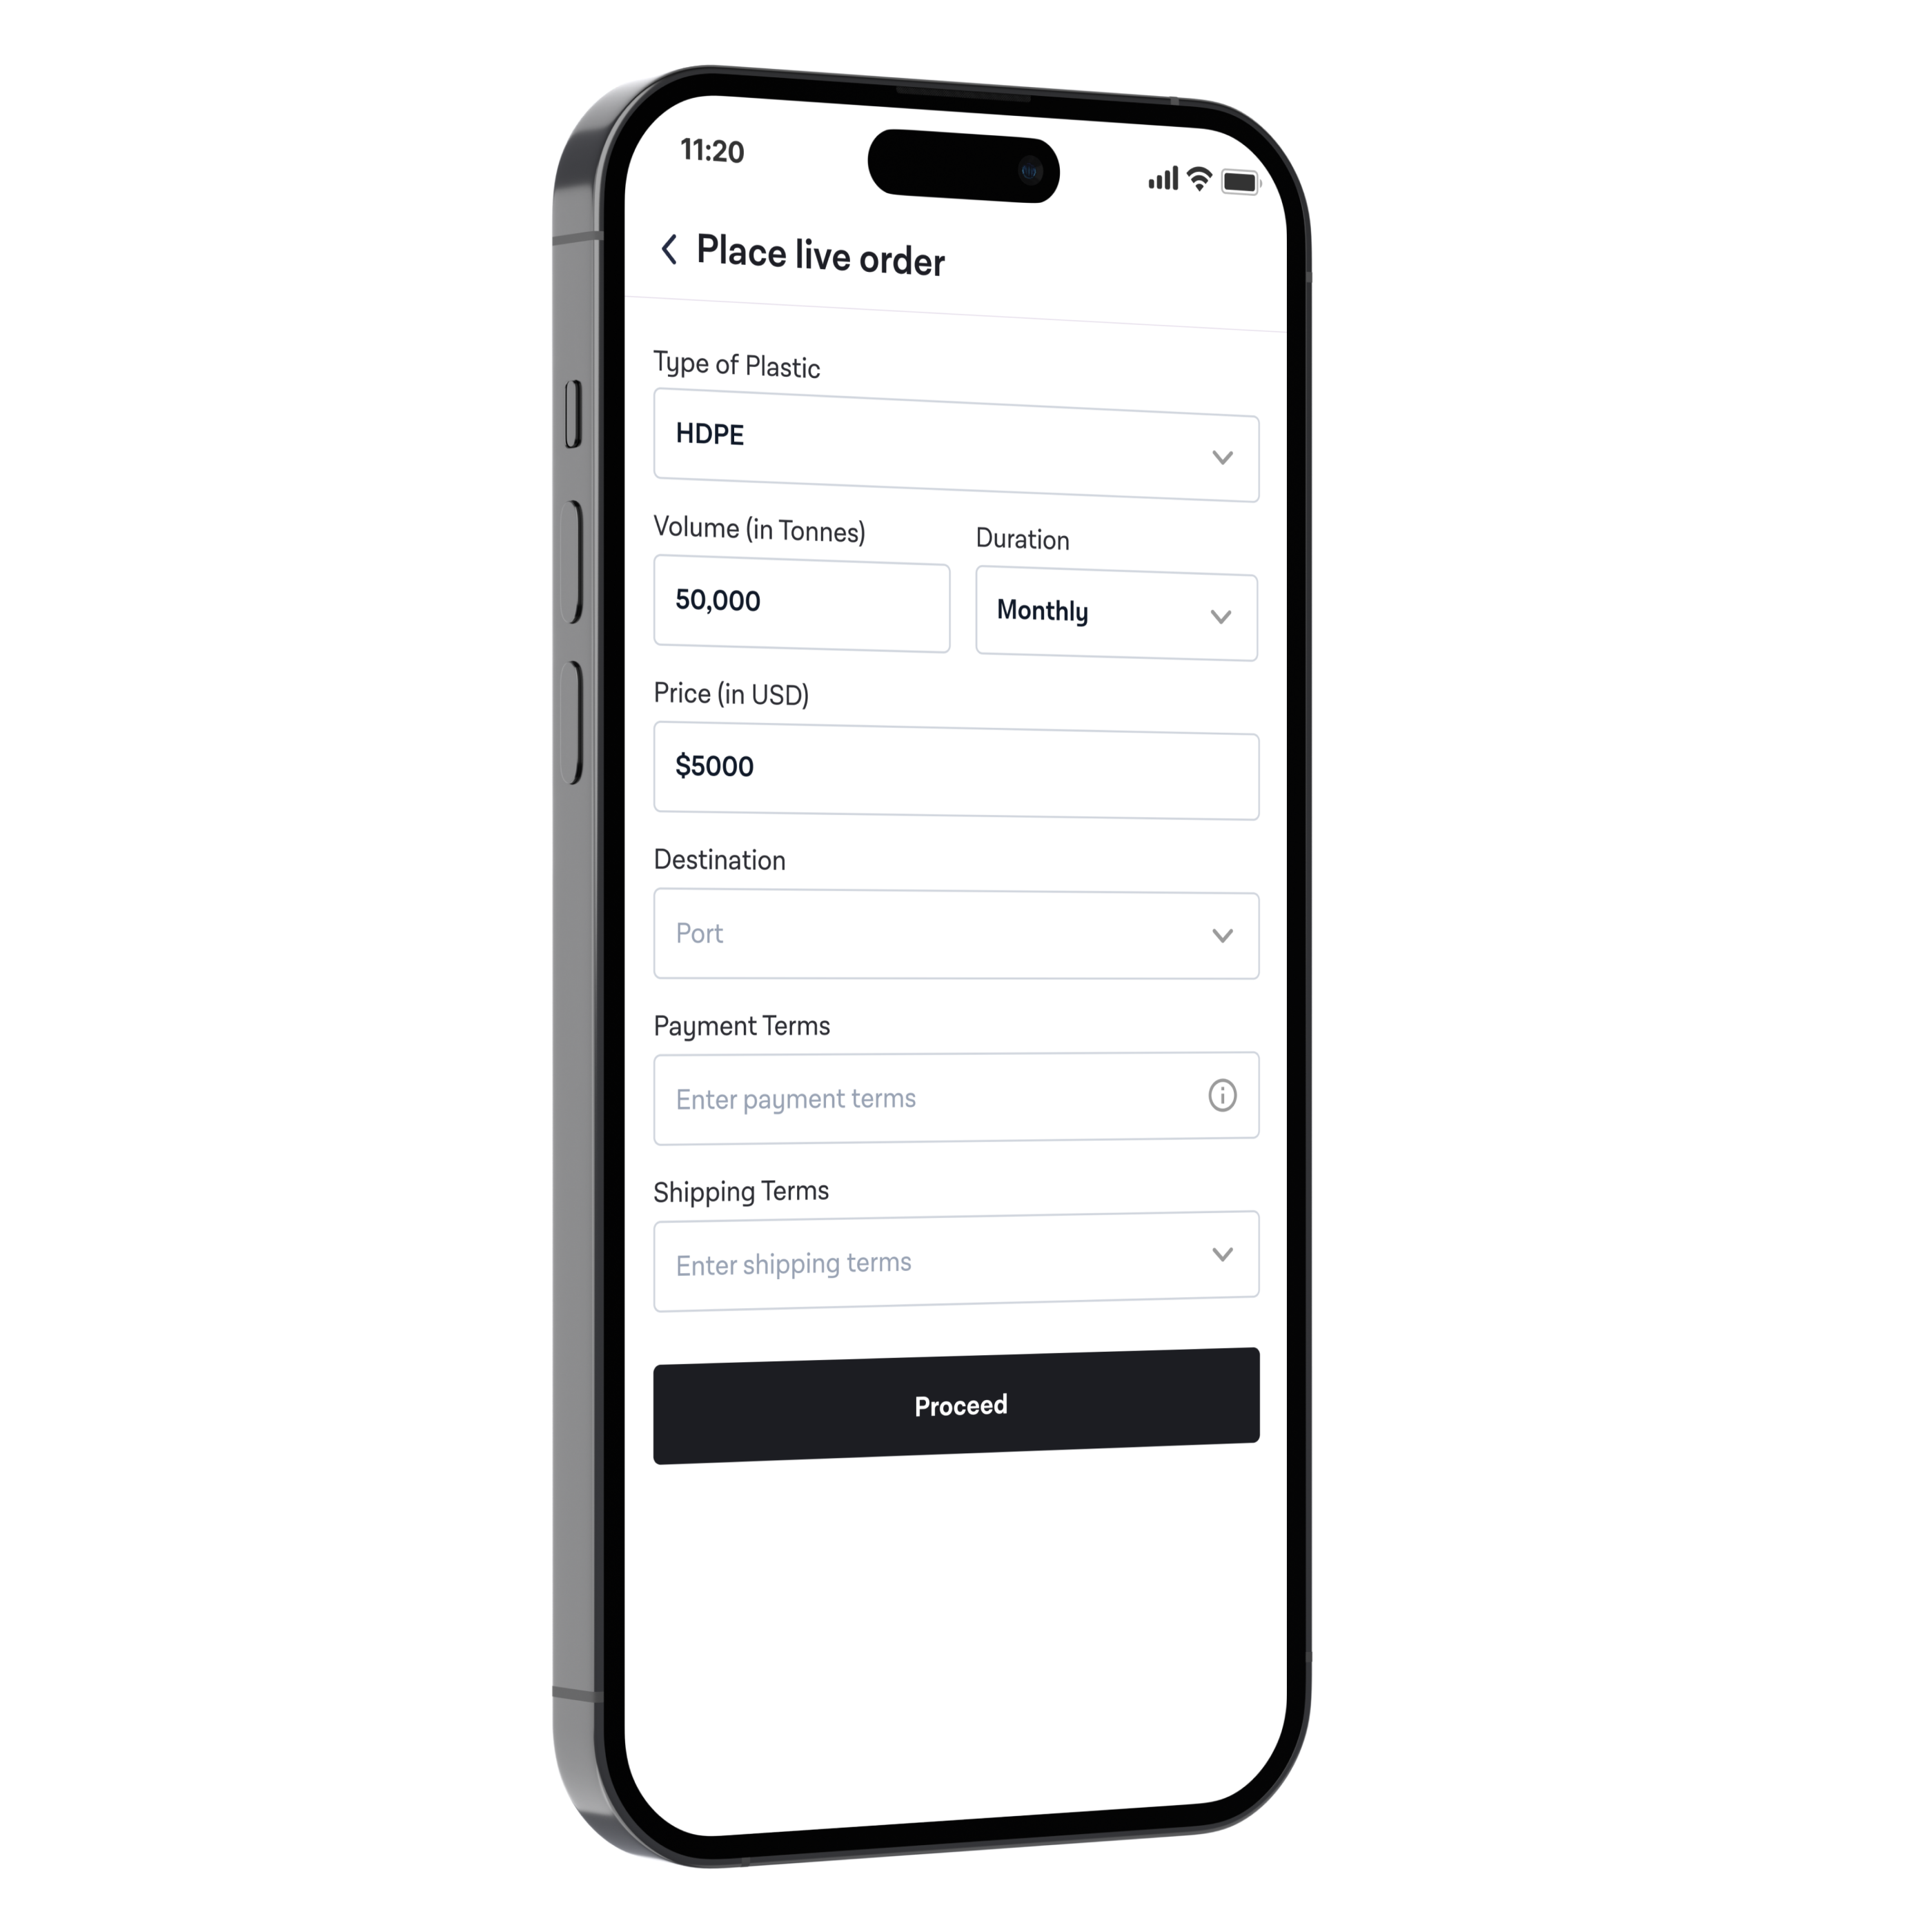 11:20
Place live order
Type of Plastic
HDPE
Volume (in Tonnes)
Duration
50,000
Monthly
Price (in USD)
$5000
Destination
Port
Payment Terms
Enter payment terms
Shipping Terms
Enter shipping terms
Proceed